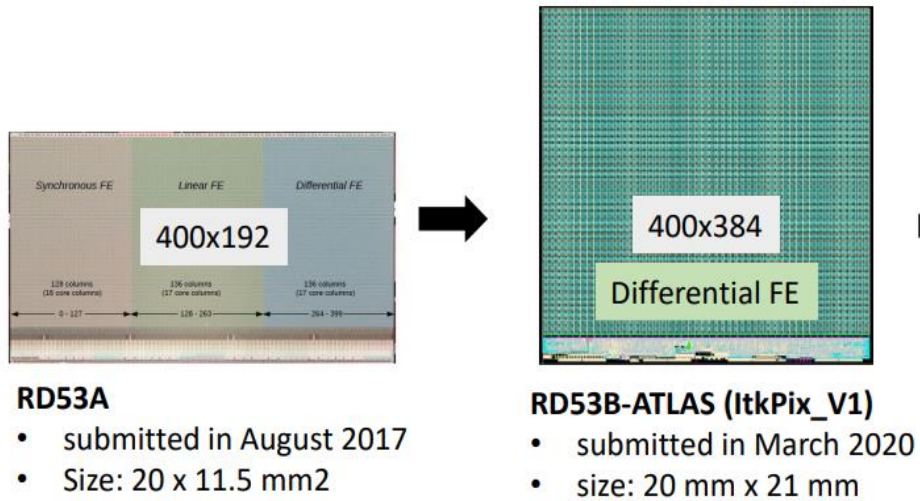 Synchronous FE
Linear FE
Differential FE
400x192
128 columns
(16 core columns)
136 columns
(17 core columns)
136 columns
(17 core columns)
0 - 127
128 - 263
264 - 399
400x384
Differential FE
RD53A
• submitted in August 2017
• Size: 20 x 11.5 mm2
RD53B-ATLAS (ItkPix_V1)
• submitted in March 2020
• size: 20 mm x 21 mm